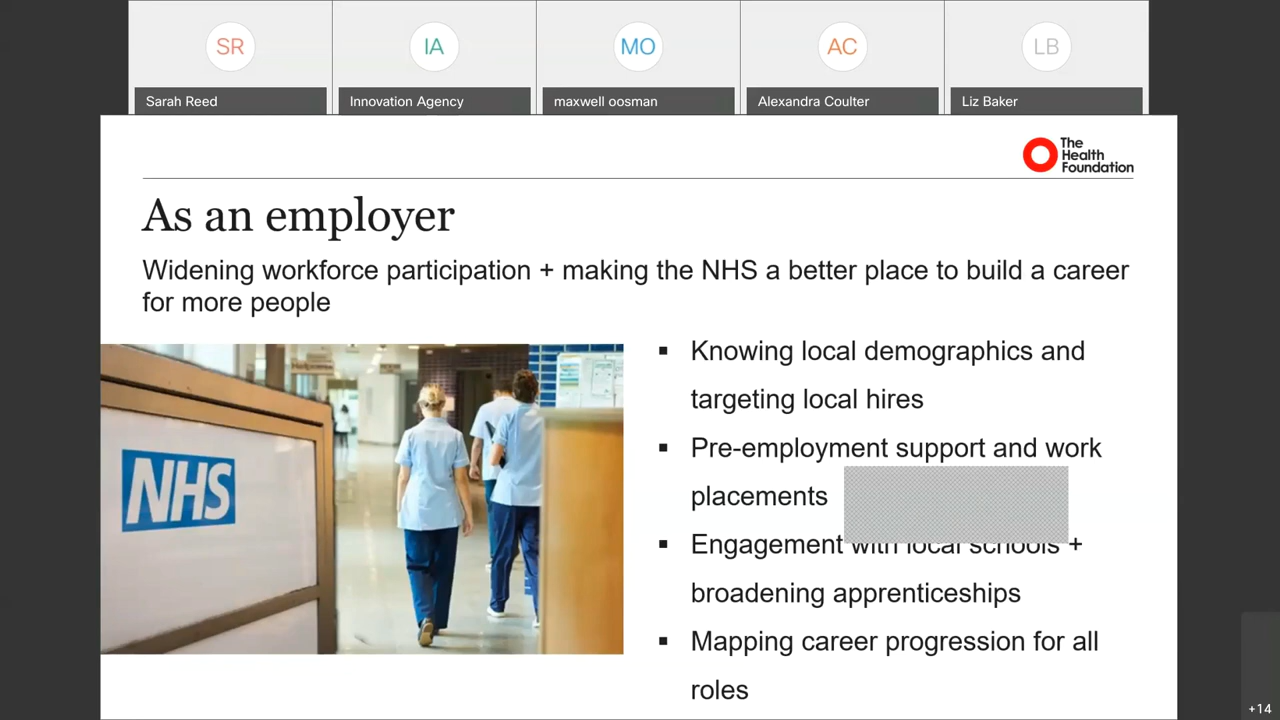 SR
IA
MO
AC
LB
Sarah Reed
Innovation Agency
maxwell oosman
Alexandra Coulter
Liz Baker
The
Health
Foundation
As an employer
Widening workforce participation + making the NHS a better place to build a career
for more people
NHS
▪ Knowing local demographics and
targeting local hires
▪ Pre-employment support and work
placements
▪ Engagement with local schools +
broadening apprenticeships
▪ Mapping career progression for all
roles
+14